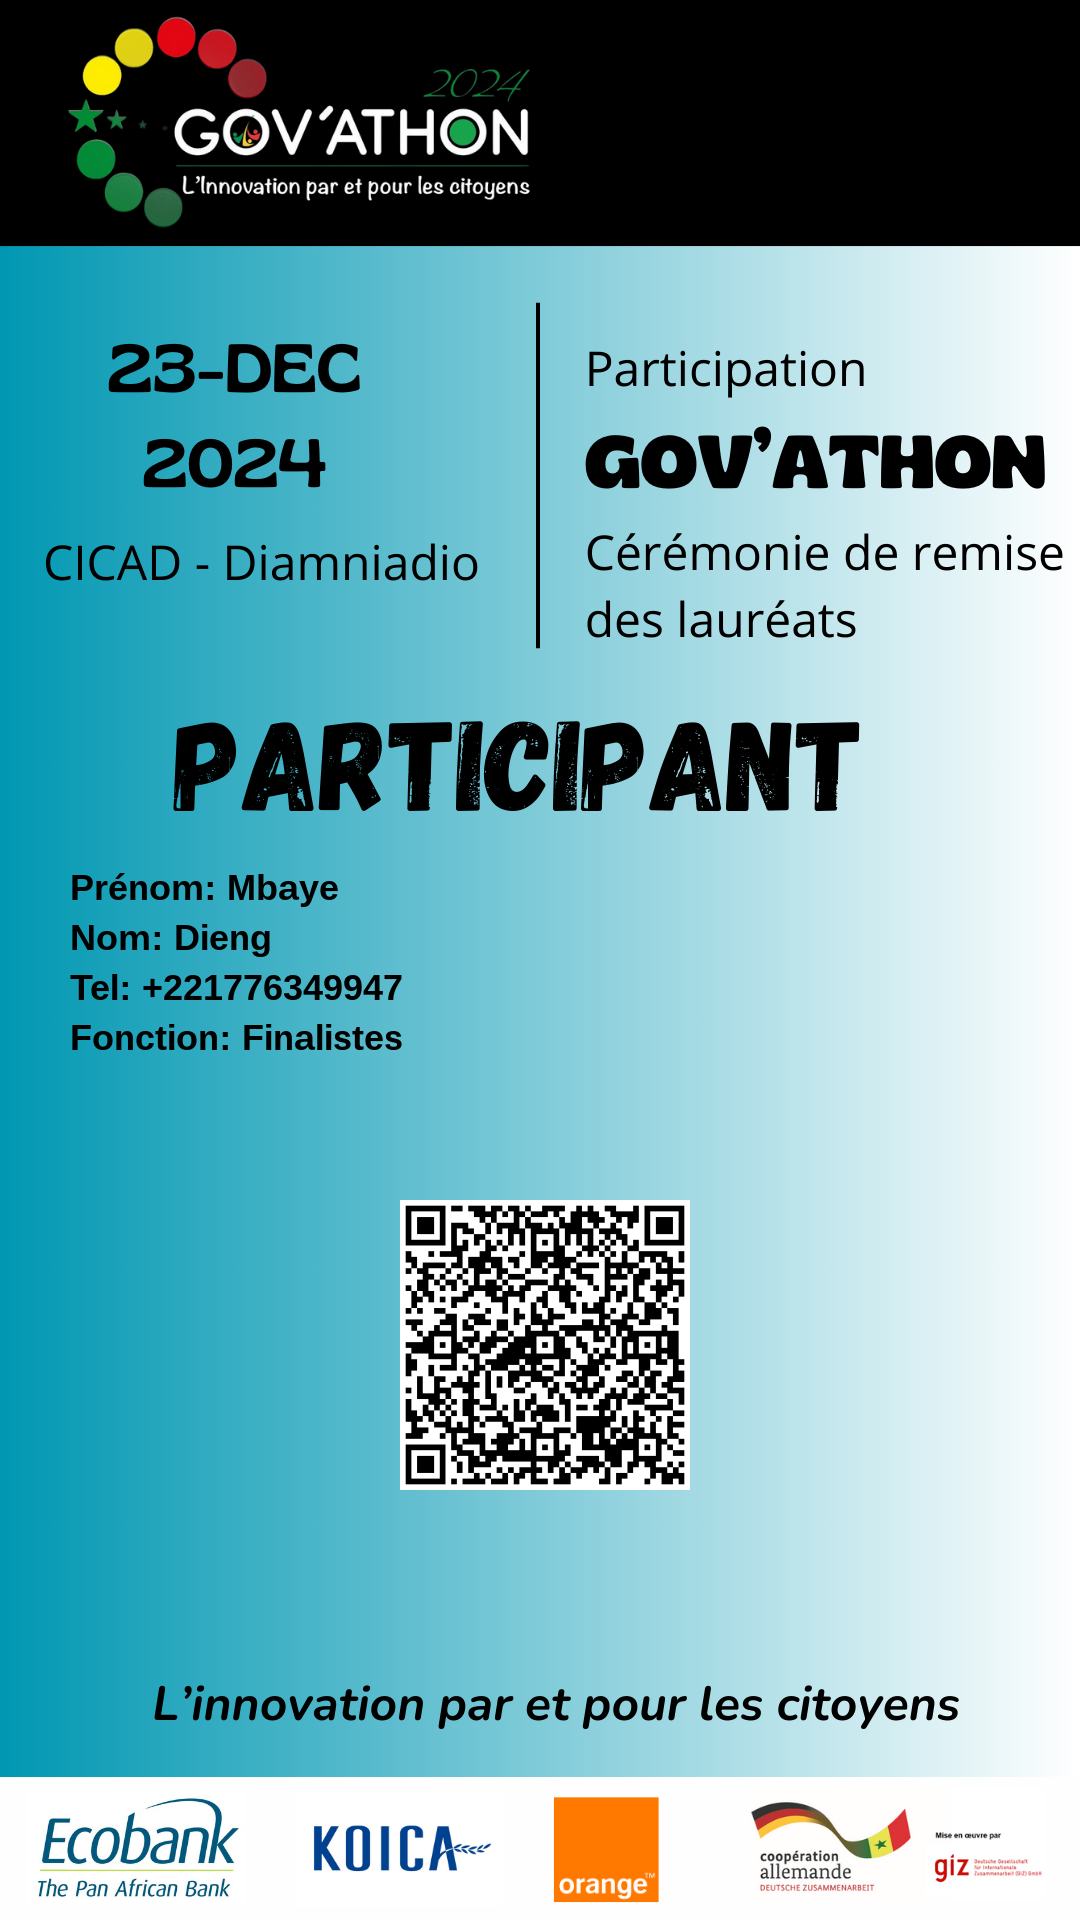 2024
GOV'ATHON
L'Innovation par et pour les citoyens
23-DEC
2024
CICAD - Diamniadio
Participation
GOV'ATHON
Cérémonie de remise
des lauréats
PARTICIPANT
Prénom: Mbaye
Nom: Dieng
Tel: +221776349947
Fonction: Finalistes
L'innovation par et pour les citoyens
Ecobank
The Pan African Bank
KOICA
orange™
coopération
allemande
DEUTSCHE ZUSAMMENARBEIT
Mise en œuvre par
giz
Deutsche Gesellschaft
für Internationale
Zusammenarbeit (GIZ) GmbH